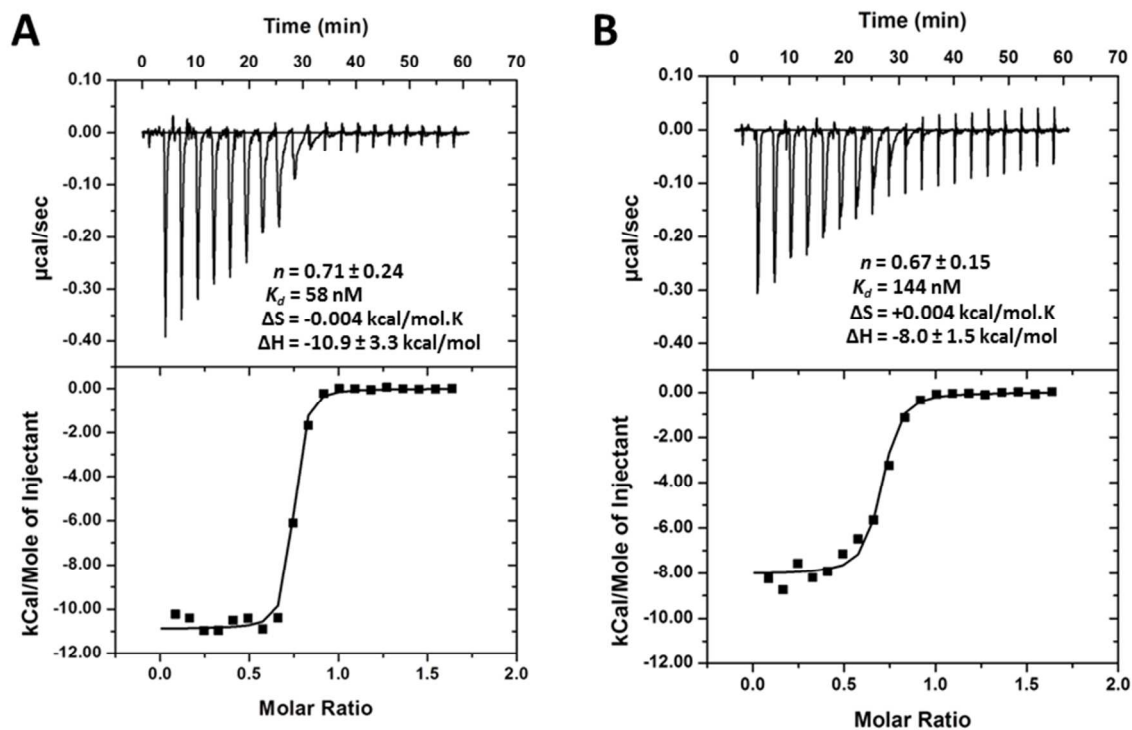 A
Time (min)
0 10 20 30 40 50 60 70
0.10
0.00
-0.10
-0.20
-0.30
-0.40
µcal/sec
n = 0.71 ± 0.24
Kd = 58 nM
ΔS = -0.004 kcal/mol.K
ΔH = -10.9 ± 3.3 kcal/mol
0.00
-2.00
-4.00
-6.00
-8.00
-10.00
-12.00
kCal/Mole of Injectant
0.0 0.5 1.0 1.5 2.0
Molar Ratio
B
Time (min)
0 10 20 30 40 50 60 70
0.10
0.00
-0.10
-0.20
-0.30
-0.40
µcal/sec
n = 0.67 ± 0.15
Kd = 144 nM
ΔS = +0.004 kcal/mol.K
ΔH = -8.0 ± 1.5 kcal/mol
0.00
-2.00
-4.00
-6.00
-8.00
-10.00
-12.00
kCal/Mole of Injectant
0.0 0.5 1.0 1.5 2.0
Molar Ratio